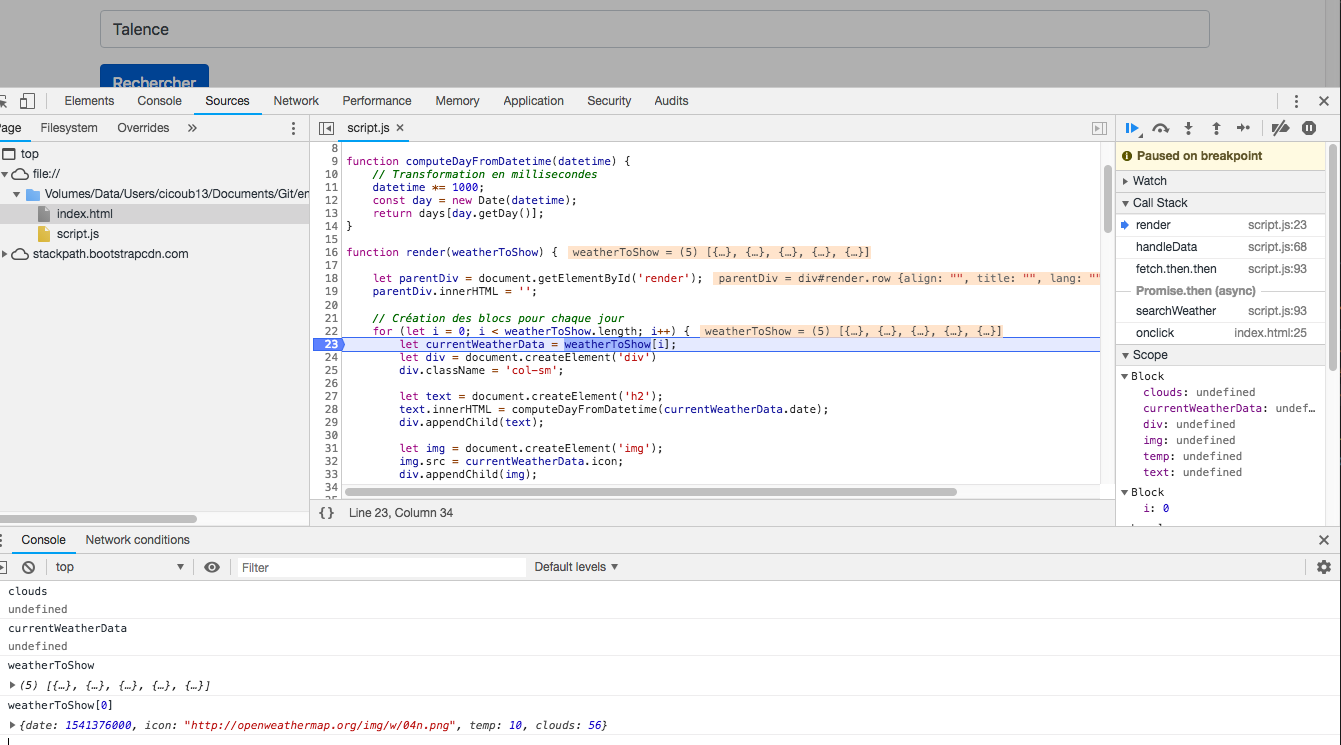 Talence
Rechercher
Elements Console Sources Network Performance Memory Application Security Audits
age Filesystem Overrides »
script.js ×
top
file://
Volumes/Data/Users/cicoub13/Documents/Git/en
index.html
script.js
stackpath.bootstrapcdn.com
8
9 function computeDayFromDatetime(datetime) {
10 // Transformation en millisecondes
11 datetime *= 1000;
12 const day = new Date(datetime);
13 return days[day.getDay()];
14 }
15
16 function render(weatherToShow) { weatherToShow = (5) [{…}, {…}, {…}, {…}, {…}]
17
18 let parentDiv = document.getElementById('render'); parentDiv = div#render.row {align: "", title: "", lang: ""
19 parentDiv.innerHTML = '';
20
21 // Création des blocs pour chaque jour
22 for (let i = 0; i < weatherToShow.length; i++) { weatherToShow = (5) [{…}, {…}, {…}, {…}, {…}]
23 let currentWeatherData = weatherToShow[i];
24 let div = document.createElement('div')
25 div.className = 'col-sm';
26
27 let text = document.createElement('h2');
28 text.innerHTML = computeDayFromDatetime(currentWeatherData.date);
29 div.appendChild(text);
30
31 let img = document.createElement('img');
32 img.src = currentWeatherData.icon;
33 div.appendChild(img);
34
{} Line 23, Column 34
Paused on breakpoint
Watch
Call Stack
render script.js:23
handleData script.js:68
fetch.then.then script.js:93
Promise.then (async)
searchWeather script.js:93
onclick index.html:25
Scope
Block
clouds: undefined
currentWeatherData: undef…
div: undefined
img: undefined
temp: undefined
text: undefined
Block
i: 0
Console Network conditions
top Filter Default levels
clouds
undefined
currentWeatherData
undefined
weatherToShow
(5) [{…}, {…}, {…}, {…}, {…}]
weatherToShow[0]
{date: 1541376000, icon: "http://openweathermap.org/img/w/04n.png", temp: 10, clouds: 56}